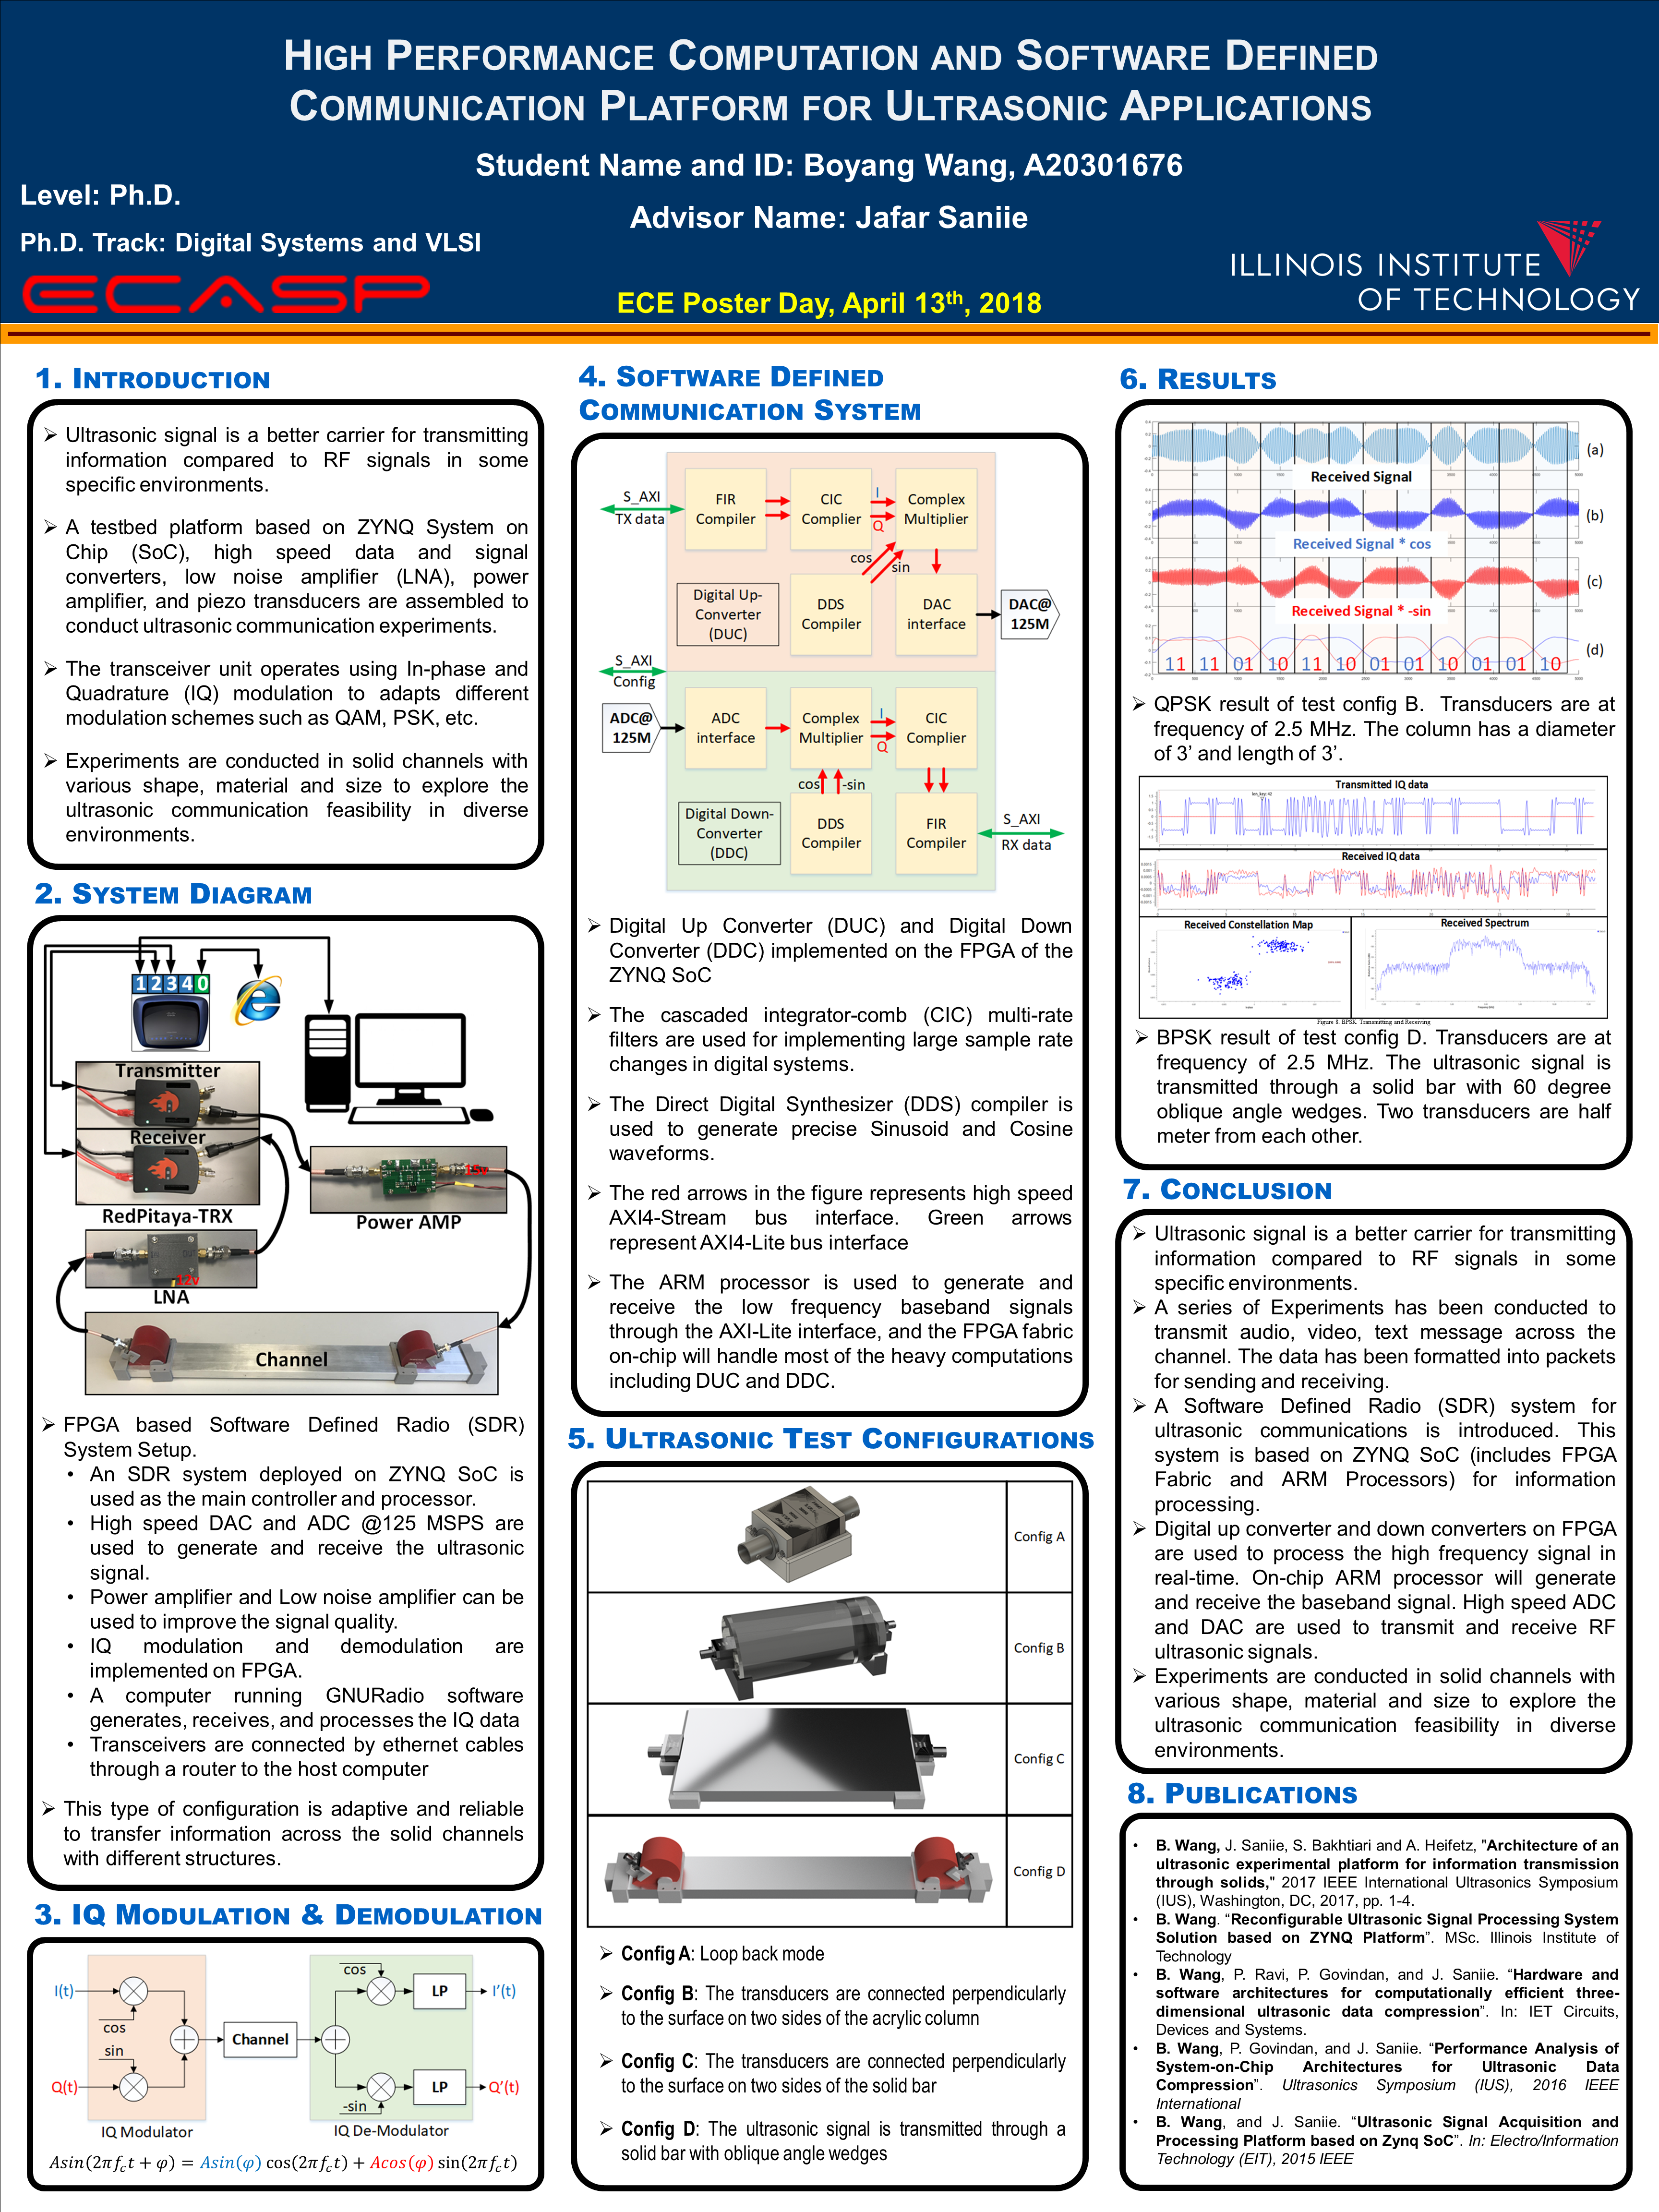 HIGH PERFORMANCE COMPUTATION AND SOFTWARE DEFINED
COMMUNICATION PLATFORM FOR ULTRASONIC APPLICATIONS
Student Name and ID: Boyang Wang, A20301676
Level: Ph.D.
Advisor Name: Jafar Saniie
Ph.D. Track: Digital Systems and VLSI
ECASP
ECE Poster Day, April 13th, 2018
ILLINOIS INSTITUTE
OF TECHNOLOGY
1. INTRODUCTION
➢ Ultrasonic signal is a better carrier for transmitting
information compared to RF signals in some
specific environments.
➢ A testbed platform based on ZYNQ System on
Chip (SoC), high speed data and signal
converters, low noise amplifier (LNA), power
amplifier, and piezo transducers are assembled to
conduct ultrasonic communication experiments.
➢ The transceiver unit operates using In-phase and
Quadrature (IQ) modulation to adapts different
modulation schemes such as QAM, PSK, etc.
➢ Experiments are conducted in solid channels with
various shape, material and size to explore the
ultrasonic communication feasibility in diverse
environments.
2. SYSTEM DIAGRAM
1 2 3 4 0
Transmitter
Receiver
RedPitaya-TRX
15v
Power AMP
12v
LNA
Channel
➢ FPGA based Software Defined Radio (SDR)
System Setup.
• An SDR system deployed on ZYNQ SoC is
used as the main controller and processor.
• High speed DAC and ADC @125 MSPS are
used to generate and receive the ultrasonic
signal.
• Power amplifier and Low noise amplifier can be
used to improve the signal quality.
• IQ modulation and demodulation are
implemented on FPGA.
• A computer running GNURadio software
generates, receives, and processes the IQ data
• Transceivers are connected by ethernet cables
through a router to the host computer
➢ This type of configuration is adaptive and reliable
to transfer information across the solid channels
with different structures.
3. IQ MODULATION & DEMODULATION
I(t)
cos
sin
Q(t)
IQ Modulator
Channel
cos
LP
I'(t)
-sin
LP
Q'(t)
IQ De-Modulator
Asin(2πf_c t + φ) = Asin(φ) cos(2πf_c t) + Acos(φ) sin(2πf_c t)
4. SOFTWARE DEFINED
COMMUNICATION SYSTEM
S_AXI
TX data
FIR
Compiler
CIC
Complier
I
Q
Complex
Multiplier
cos
sin
Digital Up-
Converter
(DUC)
DDS
Compiler
DAC
interface
DAC@
125M
S_AXI
Config
ADC@
125M
ADC
interface
Complex
Multiplier
I
Q
CIC
Complier
cos
-sin
Digital Down-
Converter
(DDC)
DDS
Compiler
FIR
Compiler
S_AXI
RX data
➢ Digital Up Converter (DUC) and Digital Down
Converter (DDC) implemented on the FPGA of the
ZYNQ SoC
➢ The cascaded integrator-comb (CIC) multi-rate
filters are used for implementing large sample rate
changes in digital systems.
➢ The Direct Digital Synthesizer (DDS) compiler is
used to generate precise Sinusoid and Cosine
waveforms.
➢ The red arrows in the figure represents high speed
AXI4-Stream bus interface. Green arrows
represent AXI4-Lite bus interface
➢ The ARM processor is used to generate and
receive the low frequency baseband signals
through the AXI-Lite interface, and the FPGA fabric
on-chip will handle most of the heavy computations
including DUC and DDC.
5. ULTRASONIC TEST CONFIGURATIONS
Config A
Config B
Config C
Config D
➢ Config A: Loop back mode
➢ Config B: The transducers are connected perpendicularly
to the surface on two sides of the acrylic column
➢ Config C: The transducers are connected perpendicularly
to the surface on two sides of the solid bar
➢ Config D: The ultrasonic signal is transmitted through a
solid bar with oblique angle wedges
6. RESULTS
(a)
Received Signal
(b)
Received Signal * cos
(c)
Received Signal * -sin
(d)
11 11 01 10 11 10 01 01 10 01 01 10
➢ QPSK result of test config B. Transducers are at
frequency of 2.5 MHz. The column has a diameter
of 3’ and length of 3’.
Transmitted IQ data
Received IQ data
Received Constellation Map
Received Spectrum
Figure 8. BPSK Transmitting and Receiving
➢ BPSK result of test config D. Transducers are at
frequency of 2.5 MHz. The ultrasonic signal is
transmitted through a solid bar with 60 degree
oblique angle wedges. Two transducers are half
meter from each other.
7. CONCLUSION
➢ Ultrasonic signal is a better carrier for transmitting
information compared to RF signals in some
specific environments.
➢ A series of Experiments has been conducted to
transmit audio, video, text message across the
channel. The data has been formatted into packets
for sending and receiving.
➢ A Software Defined Radio (SDR) system for
ultrasonic communications is introduced. This
system is based on ZYNQ SoC (includes FPGA
Fabric and ARM Processors) for information
processing.
➢ Digital up converter and down converters on FPGA
are used to process the high frequency signal in
real-time. On-chip ARM processor will generate
and receive the baseband signal. High speed ADC
and DAC are used to transmit and receive RF
ultrasonic signals.
➢ Experiments are conducted in solid channels with
various shape, material and size to explore the
ultrasonic communication feasibility in diverse
environments.
8. PUBLICATIONS
• B. Wang, J. Saniie, S. Bakhtiari and A. Heifetz, "Architecture of an
ultrasonic experimental platform for information transmission
through solids," 2017 IEEE International Ultrasonics Symposium
(IUS), Washington, DC, 2017, pp. 1-4.
• B. Wang. “Reconfigurable Ultrasonic Signal Processing System
Solution based on ZYNQ Platform”. MSc. Illinois Institute of
Technology
• B. Wang, P. Ravi, P. Govindan, and J. Saniie. “Hardware and
software architectures for computationally efficient three-
dimensional ultrasonic data compression”. In: IET Circuits,
Devices and Systems.
• B. Wang, P. Govindan, and J. Saniie. “Performance Analysis of
System-on-Chip Architectures for Ultrasonic Data
Compression”. Ultrasonics Symposium (IUS), 2016 IEEE
International
• B. Wang, and J. Saniie. “Ultrasonic Signal Acquisition and
Processing Platform based on Zynq SoC”. In: Electro/Information
Technology (EIT), 2015 IEEE